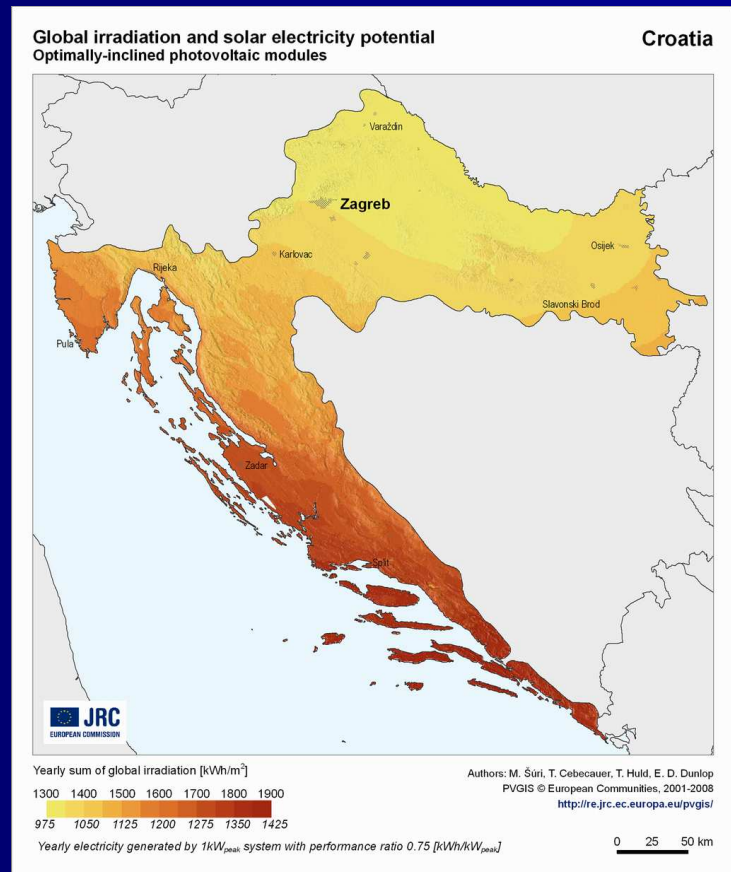 Global irradiation and solar electricity potential
Optimally-inclined photovoltaic modules
Croatia
Varaždin
Zagreb
Osijek
Karlovac
Rijeka
Slavonski Brod
Pula
Zadar
Split
JRC
EUROPEAN COMMISSION
Yearly sum of global irradiation [kWh/m²]
1300 1400 1500 1600 1700 1800 1900
975 1050 1125 1200 1275 1350 1425
Yearly electricity generated by 1kWpeak system with performance ratio 0.75 [kWh/kWpeak]
Authors: M. Šúri, T. Cebecauer, T. Huld, E. D. Dunlop
PVGIS © European Communities, 2001-2008
http://re.jrc.ec.europa.eu/pvgis/
0 25 50 km